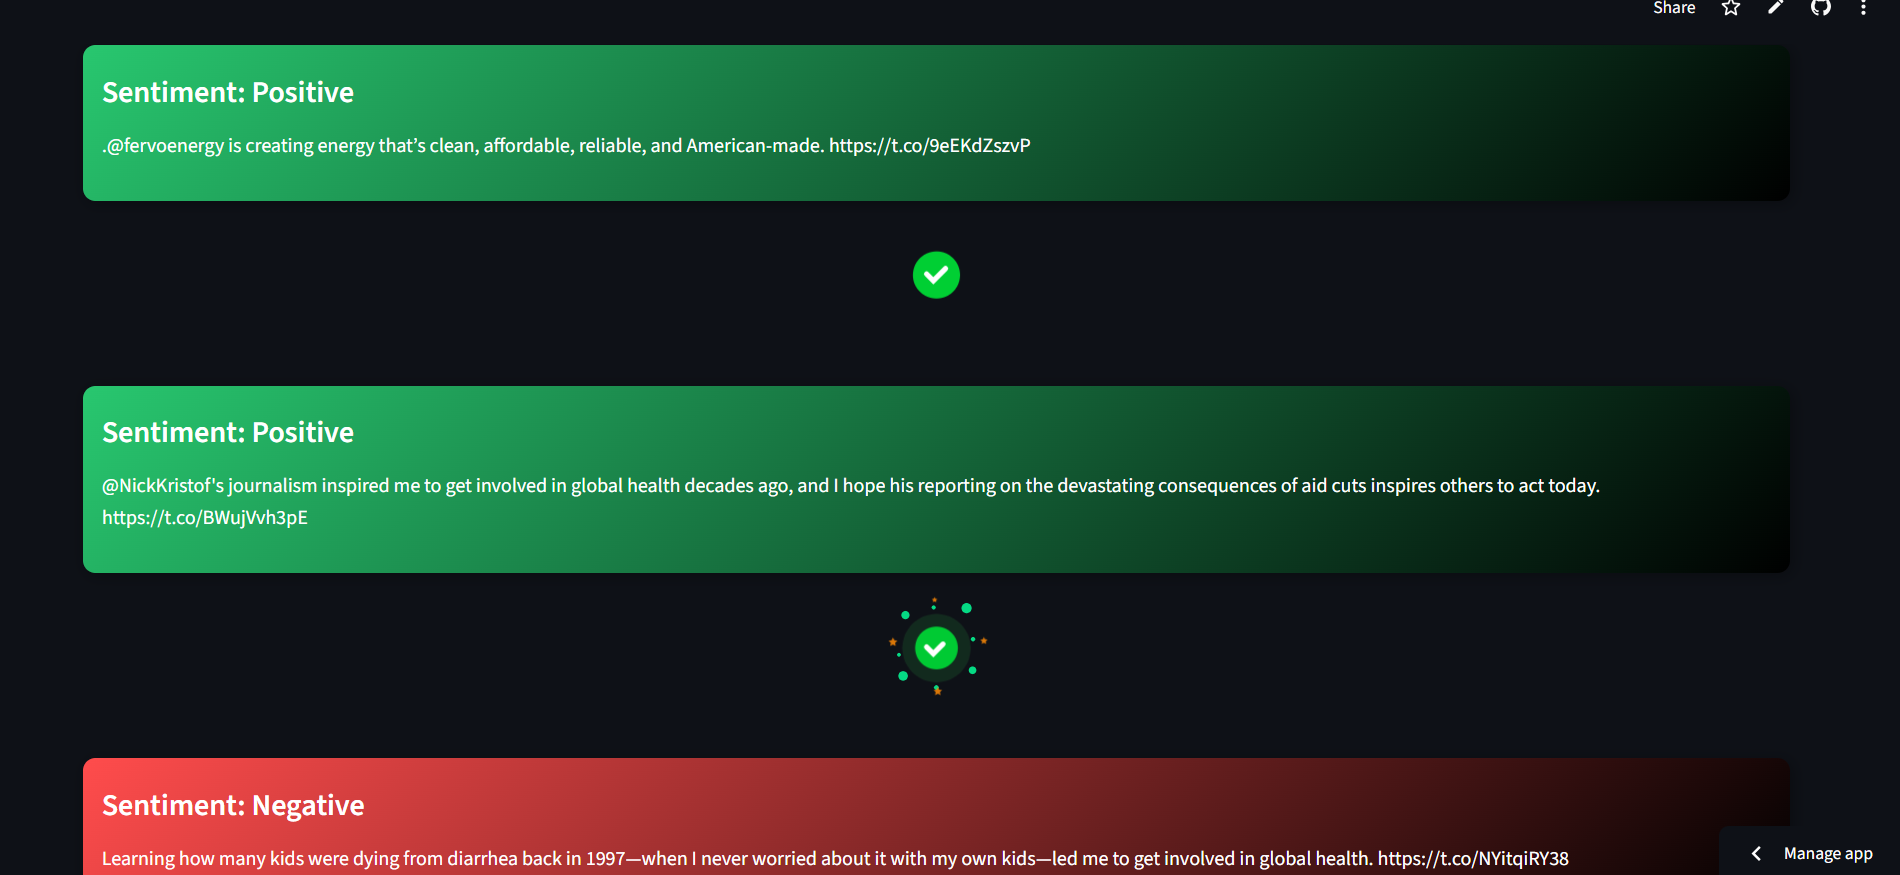 Share
Sentiment: Positive
.@fervoenergy is creating energy that’s clean, affordable, reliable, and American-made. https://t.co/9eEKdZszvP
Sentiment: Positive
@NickKristof's journalism inspired me to get involved in global health decades ago, and I hope his reporting on the devastating consequences of aid cuts inspires others to act today.
https://t.co/BWujVvh3pE
Sentiment: Negative
Learning how many kids were dying from diarrhea back in 1997—when I never worried about it with my own kids—led me to get involved in global health. https://t.co/NYitqiRY38
Manage app